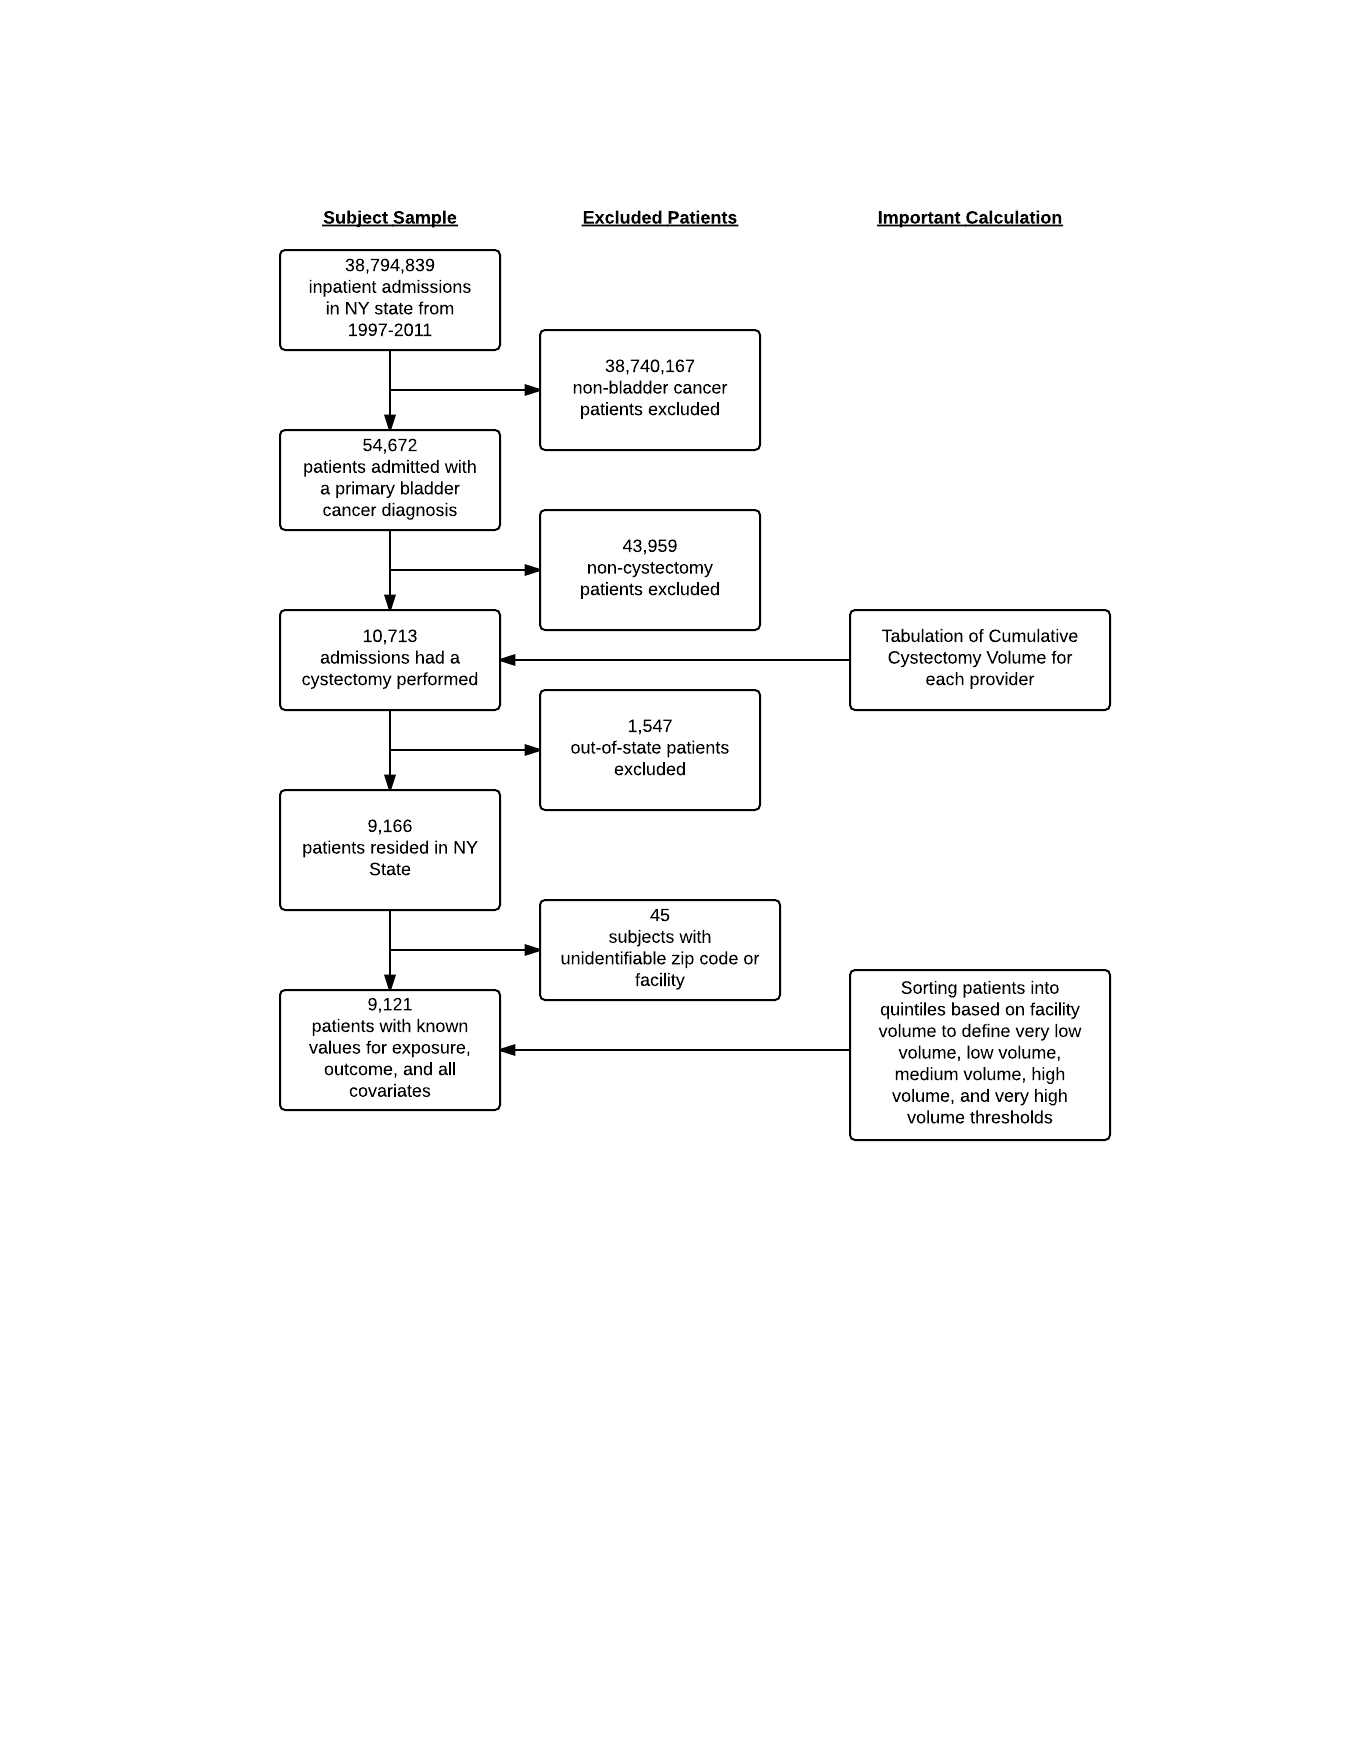 Subject Sample
Excluded Patients
Important Calculation
38,794,839
inpatient admissions
in NY state from
1997-2011
38,740,167
non-bladder cancer
patients excluded
54,672
patients admitted with
a primary bladder
cancer diagnosis
43,959
non-cystectomy
patients excluded
10,713
admissions had a
cystectomy performed
Tabulation of Cumulative
Cystectomy Volume for
each provider
1,547
out-of-state patients
excluded
9,166
patients resided in NY
State
45
subjects with
unidentifiable zip code or
facility
9,121
patients with known
values for exposure,
outcome, and all
covariates
Sorting patients into
quintiles based on facility
volume to define very low
volume, low volume,
medium volume, high
volume, and very high
volume thresholds